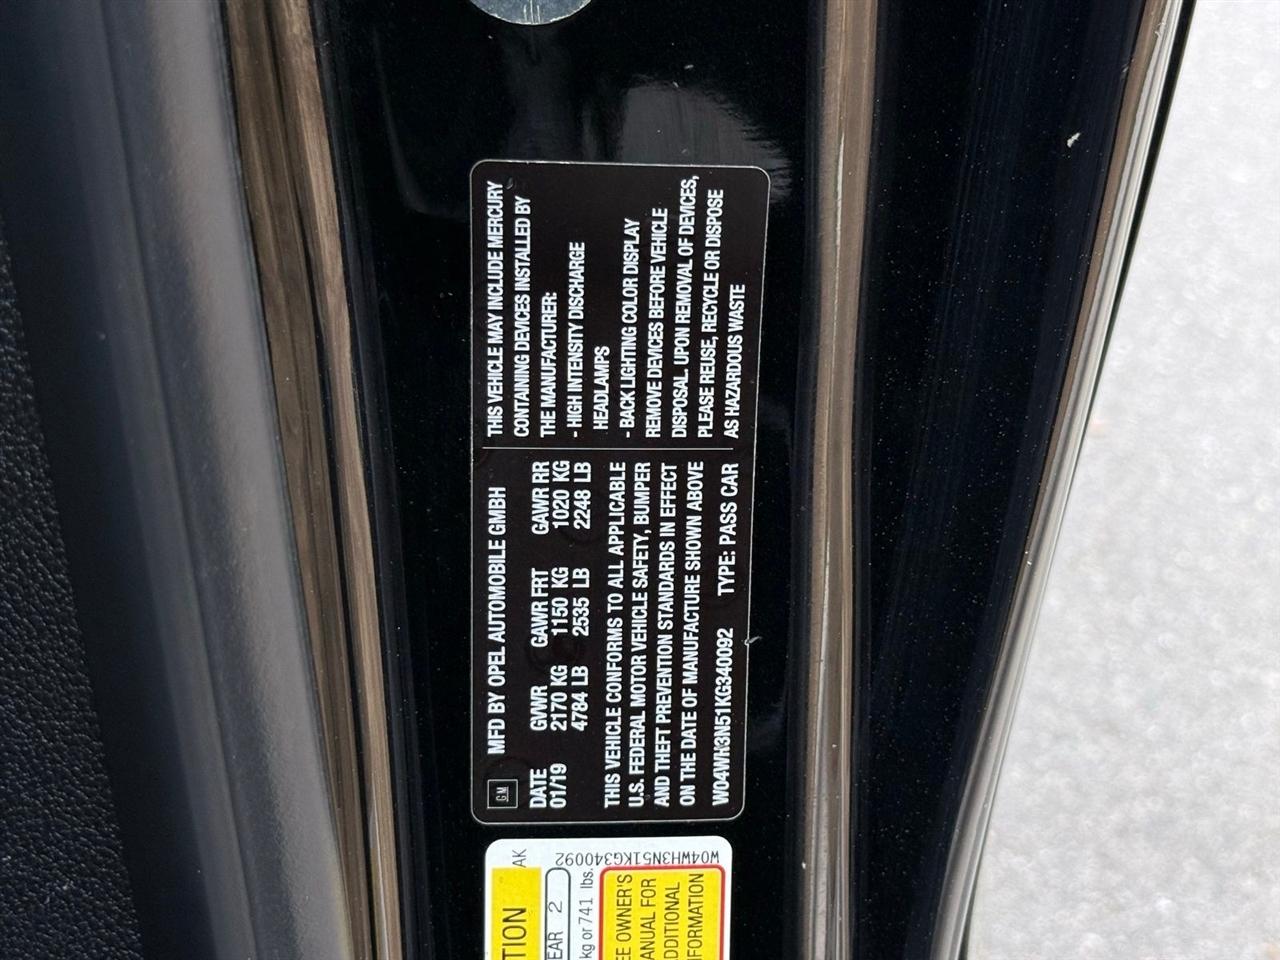 GM MFD BY OPEL AUTOMOBILE GMBH
DATE GVWR GAWR FRT GAWR RR
01/19 2170 KG 1150 KG 1020 KG
4784 LB 2535 LB 2248 LB
THIS VEHICLE CONFORMS TO ALL APPLICABLE
U.S. FEDERAL MOTOR VEHICLE SAFETY, BUMPER
AND THEFT PREVENTION STANDARDS IN EFFECT
ON THE DATE OF MANUFACTURE SHOWN ABOVE
W04WH3N51KG340092 TYPE: PASS CAR
THIS VEHICLE MAY INCLUDE MERCURY
CONTAINING DEVICES INSTALLED BY
THE MANUFACTURER:
- HIGH INTENSITY DISCHARGE
HEADLAMPS
- BACK LIGHTING COLOR DISPLAY
REMOVE DEVICES BEFORE VEHICLE
DISPOSAL. UPON REMOVAL OF DEVICES,
PLEASE REUSE, RECYCLE OR DISPOSE
AS HAZARDOUS WASTE
AK
TION
EAR 2
kg or 741 lbs.
EE OWNER'S
ANUAL FOR
DDITIONAL
FORMATION
W04WH3N51KG340092